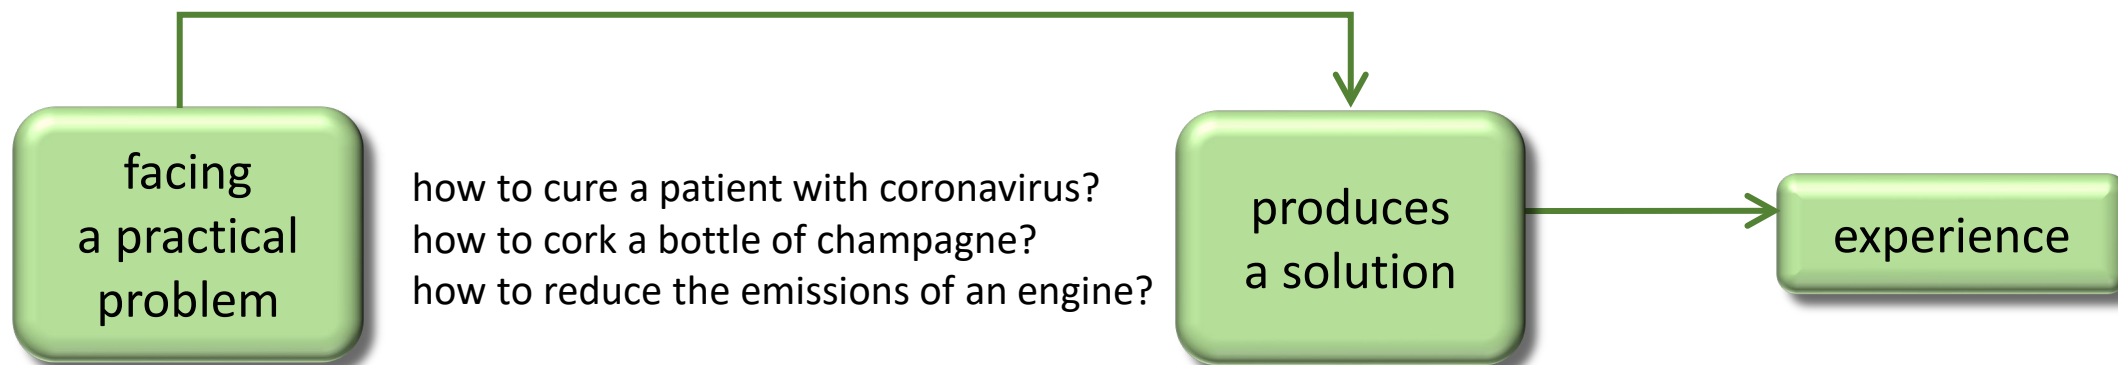 facing
a practical
problem
how to cure a patient with coronavirus?
how to cork a bottle of champagne?
how to reduce the emissions of an engine?
produces
a solution
experience